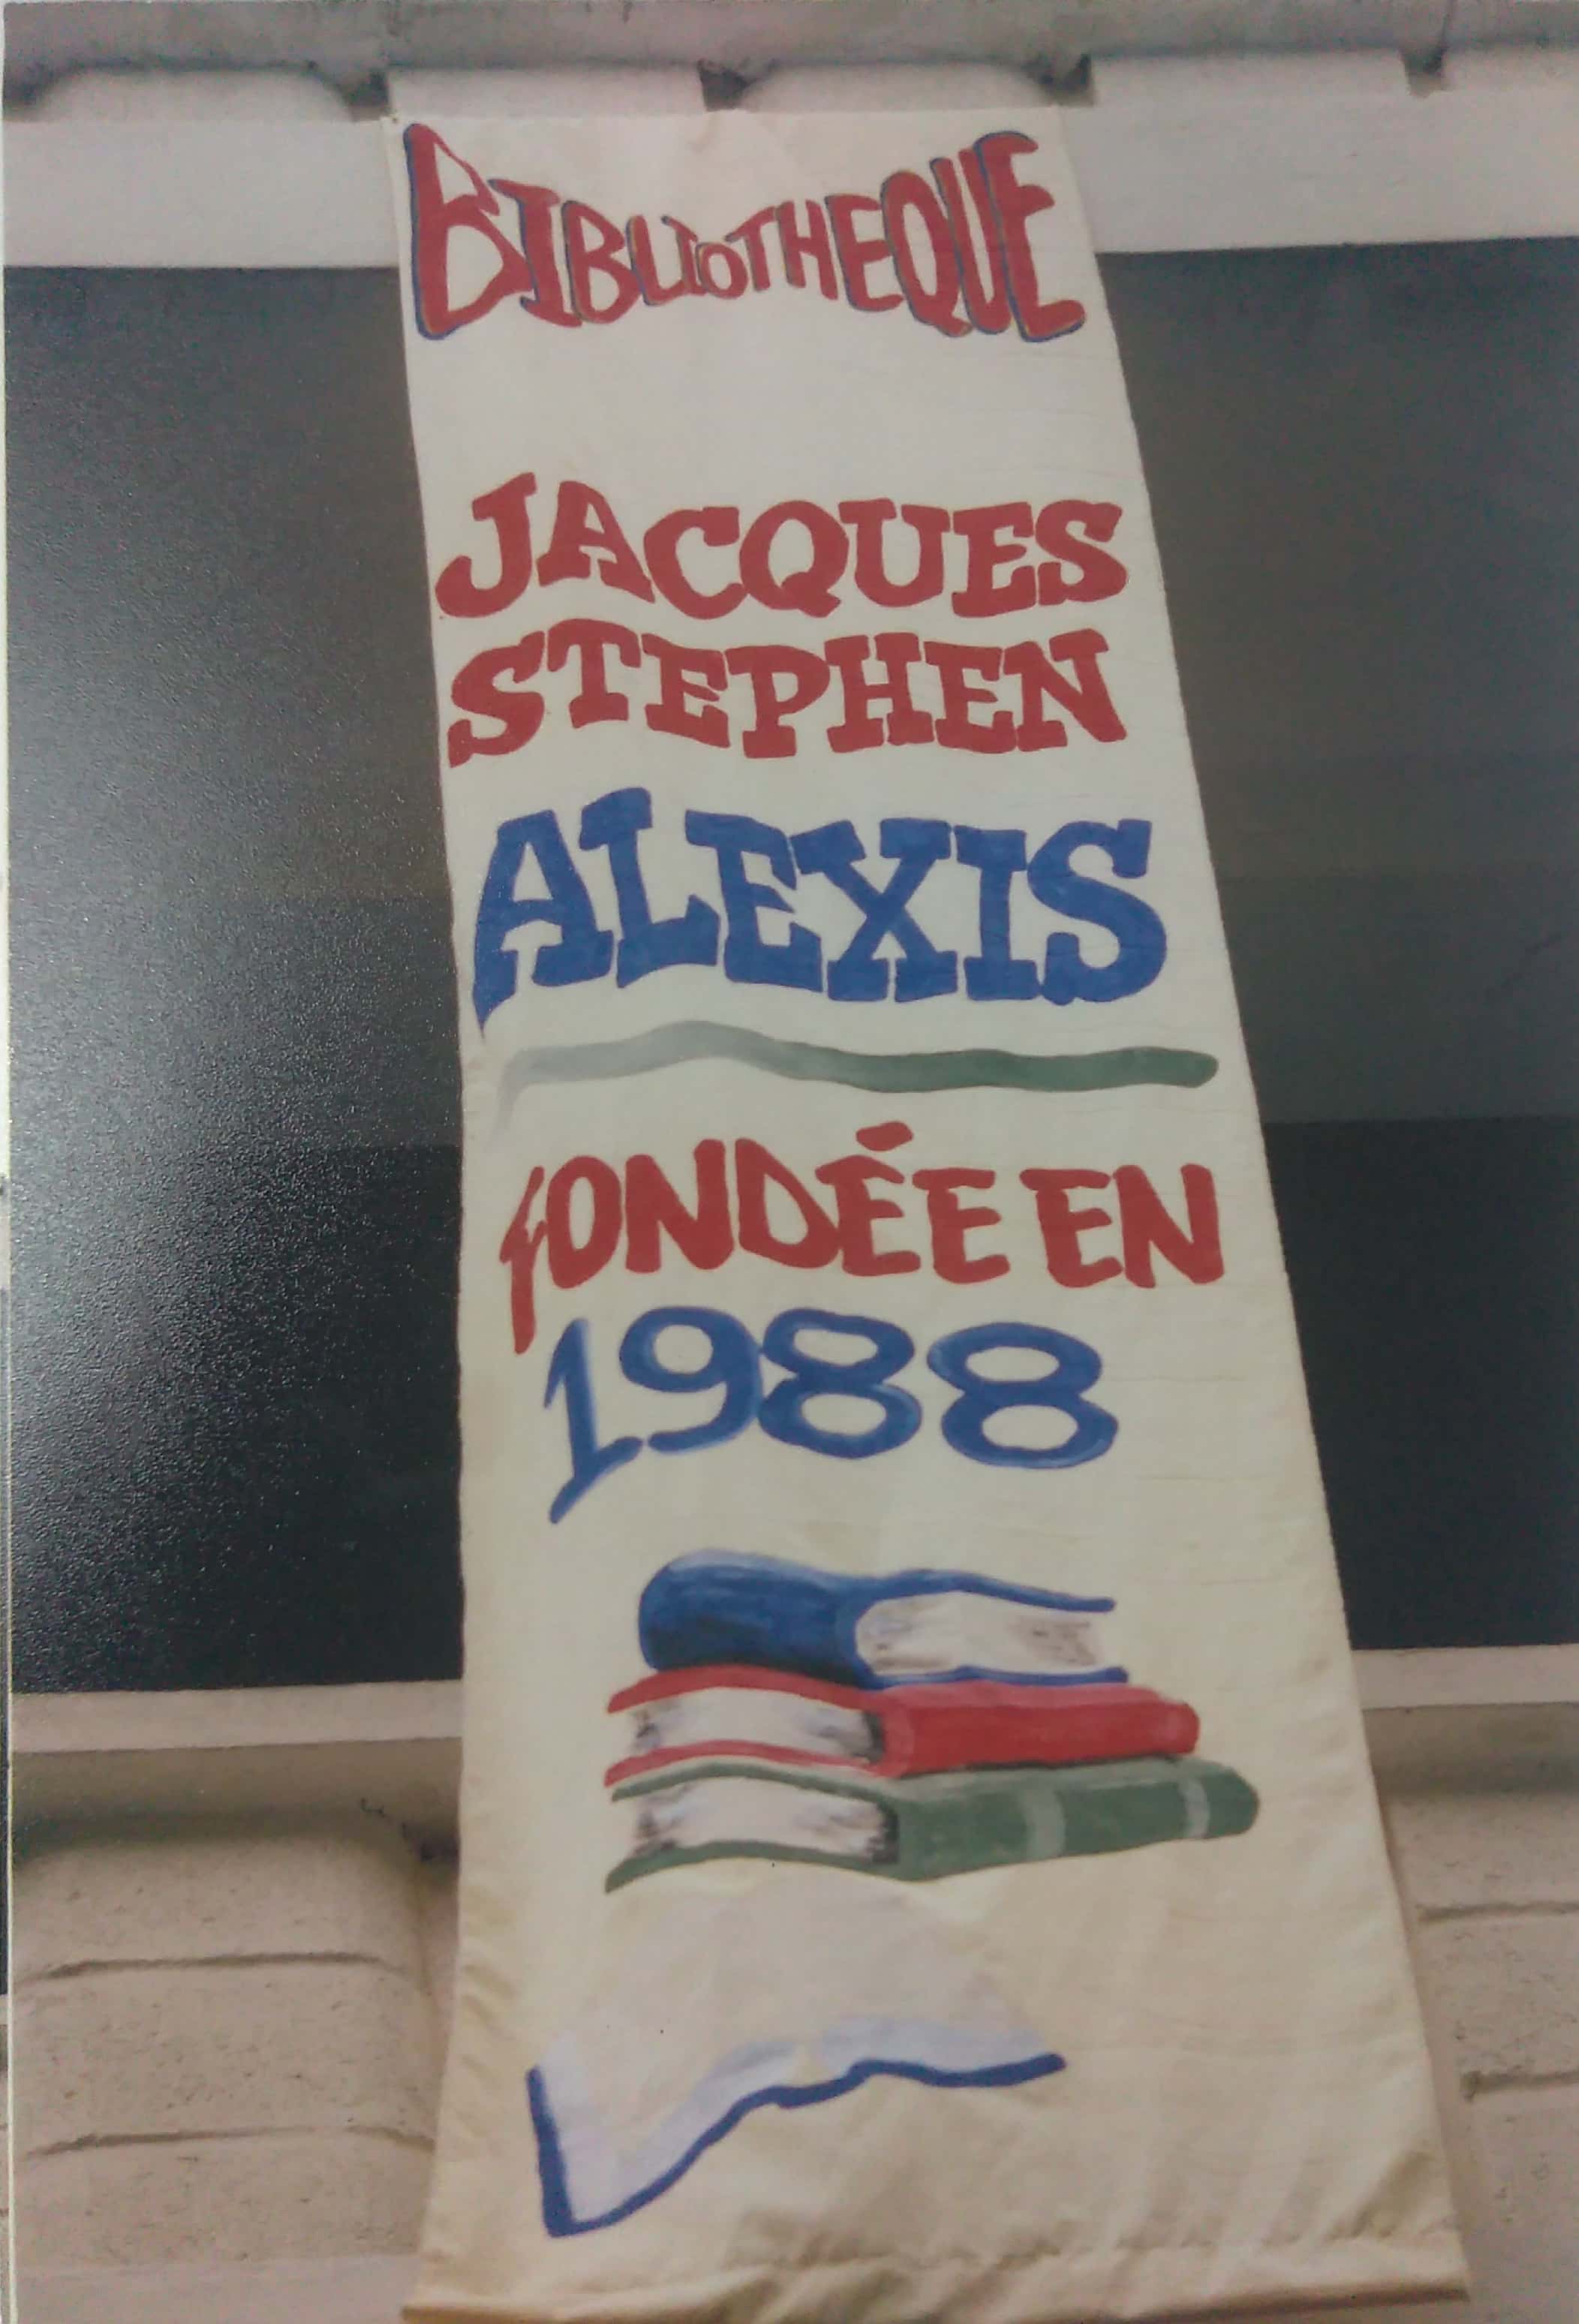 BIBLIOTHEQUE
JACQUES
STEPHEN
ALEXIS
fONDÉE EN
1988